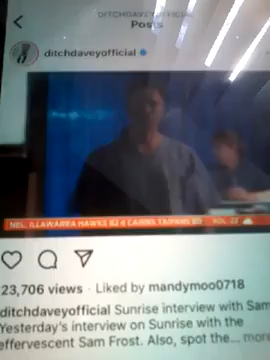 DITCHDAVEYOFFICIAL
Posts
ditchdaveyofficial
NBL: ILLAWARRA HAWKS 82 d CAIRNS TAIPANS
23,706 views · Liked by mandymoo0718
ditchdaveyofficial Sunrise interview with Sam
Yesterday's interview on Sunrise with the
effervescent Sam Frost. Also, spot the... more